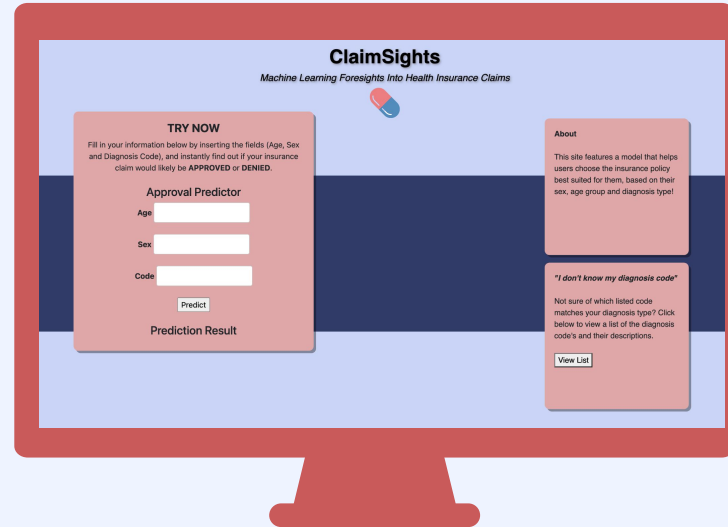 ClaimSights
Machine Learning Foresights Into Health Insurance Claims
TRY NOW
Fill in your information below by inserting the fields (Age, Sex
and Diagnosis Code), and instantly find out if your insurance
claim would likely be APPROVED or DENIED.
Approval Predictor
Age
Sex
Code
Predict
Prediction Result
About
This site features a model that helps
users choose the insurance policy
best suited for them, based on their
sex, age group and diagnosis type!
"I don't know my diagnosis code"
Not sure of which listed code
matches your diagnosis type? Click
below to view a list of the diagnosis
code's and their descriptions.
View List